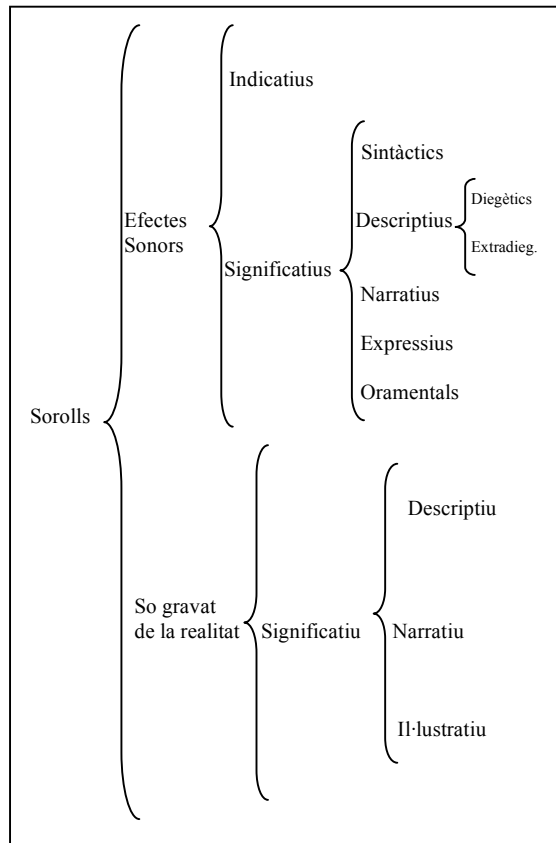 Indicatius
Sintàctics
Diegètics
Efectes
Sonors
Descriptius
Extradieg.
Significatius
Narratius
Expressius
Oramentals
Sorolls
Descriptiu
So gravat
de la realitat
Significatiu
Narratiu
Il·lustratiu